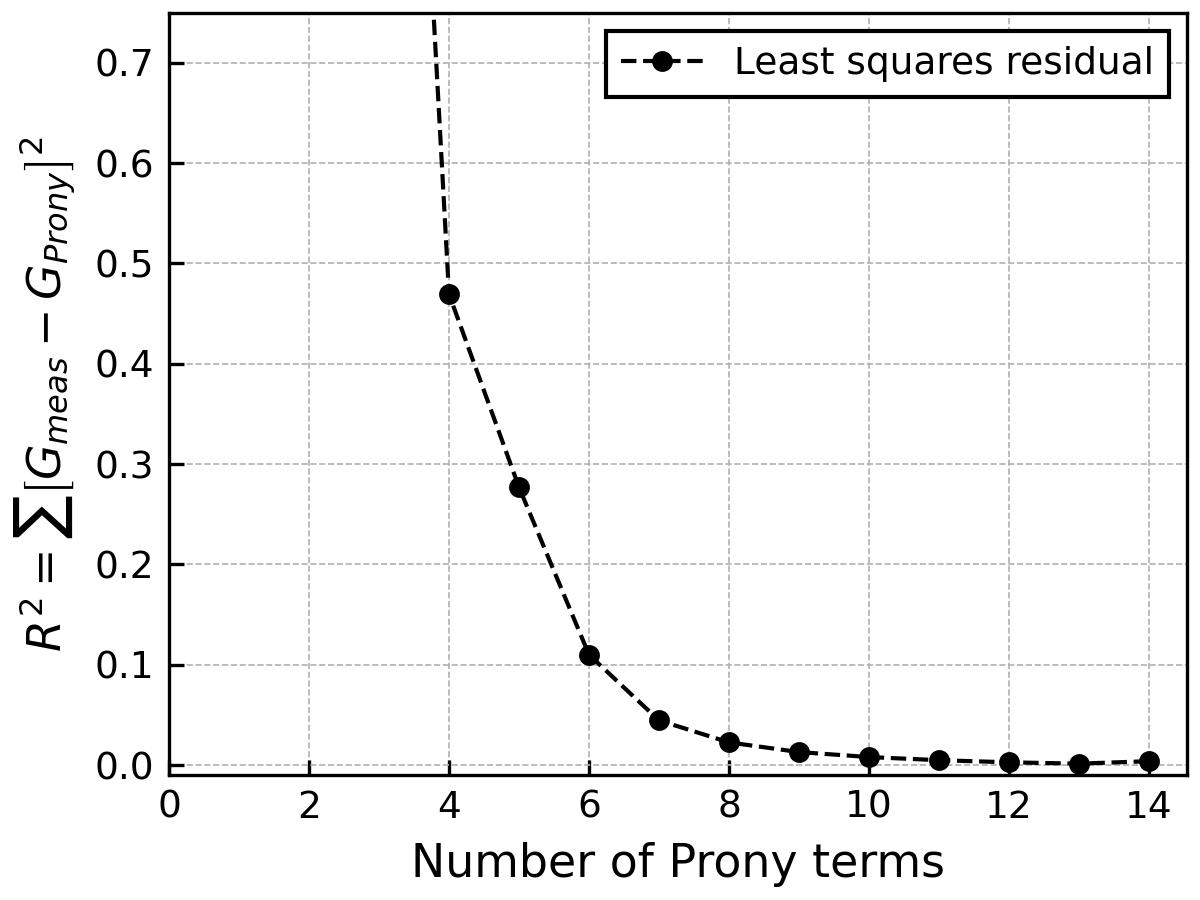 Least squares residual
0.7
0.6
0.5
0.4
0.3
0.2
0.1
0.0
R² = ∑[G_meas − G_Prony]²
0 2 4 6 8 10 12 14
Number of Prony terms